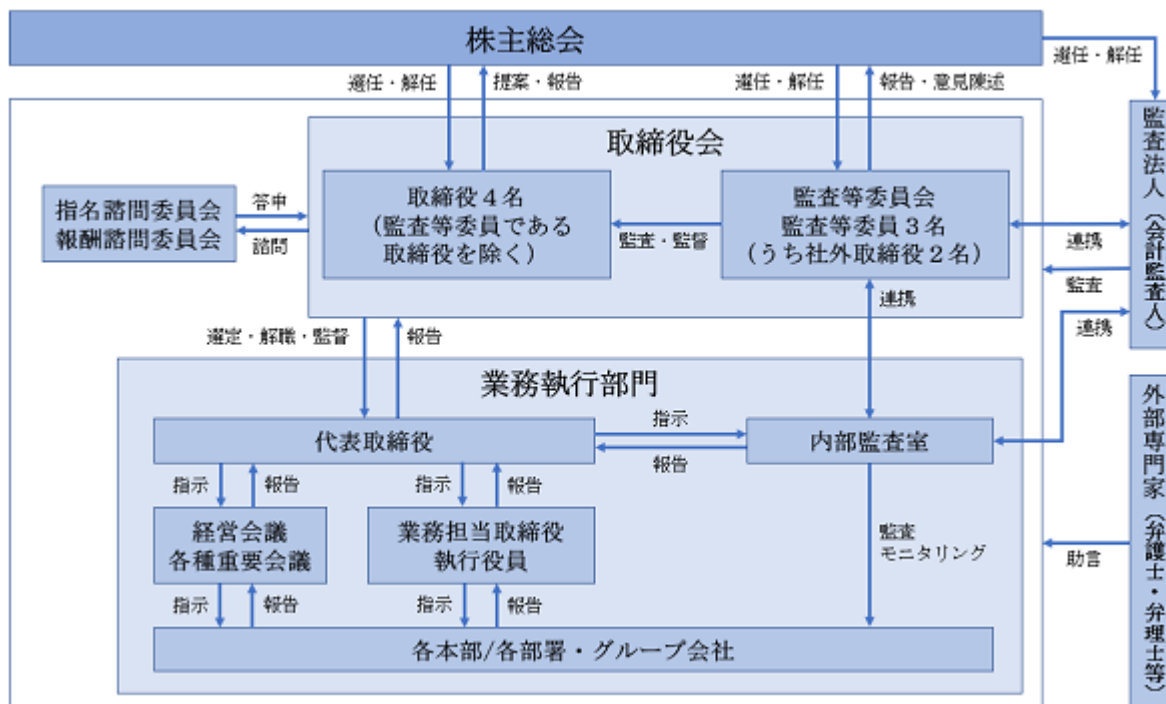 株主総会
選任・解任
提案・報告
選任・解任
報告・意見陳述
選任・解任
取締役会
指名諮問委員会
報酬諮問委員会
答申
諮問
取締役4名
(監査等委員である
取締役を除く)
監査・監督
監査等委員会
監査等委員3名
(うち社外取締役2名)
監査法人(会計監査人)
連携
監査
連携
連携
選定・解職・監督
報告
業務執行部門
代表取締役
指示
報告
内部監査室
指示
報告
指示
報告
経営会議
各種重要会議
業務担当取締役
執行役員
監査
モニタリング
指示
報告
指示
報告
各本部/各部署・グループ会社
外部専門家(弁護士・弁理士等)
助言